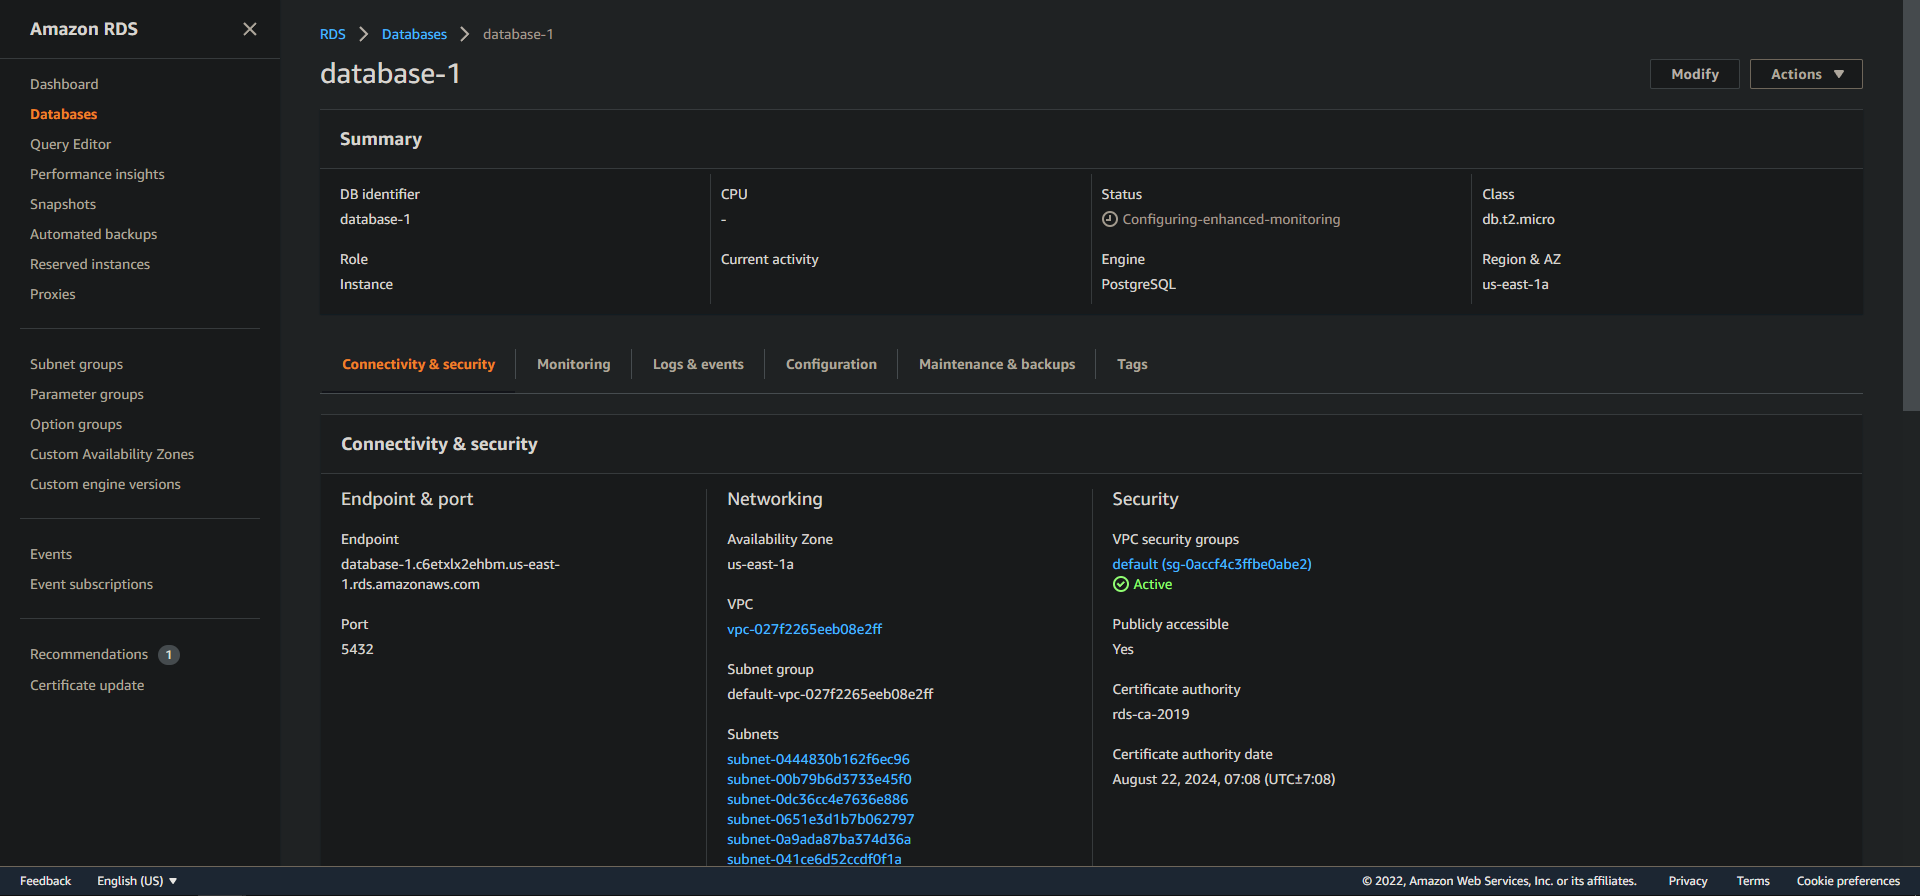 Amazon RDS
Dashboard
Databases
Query Editor
Performance insights
Snapshots
Automated backups
Reserved instances
Proxies
Subnet groups
Parameter groups
Option groups
Custom Availability Zones
Custom engine versions
Events
Event subscriptions
Recommendations 1
Certificate update
RDS Databases database-1
database-1
Modify Actions
Summary
DB identifier
database-1
Role
Instance
CPU
-
Current activity
Status
Configuring-enhanced-monitoring
Engine
PostgreSQL
Class
db.t2.micro
Region & AZ
us-east-1a
Connectivity & security Monitoring Logs & events Configuration Maintenance & backups Tags
Connectivity & security
Endpoint & port
Endpoint
database-1.c6etxlx2ehbm.us-east-
1.rds.amazonaws.com
Port
5432
Networking
Availability Zone
us-east-1a
VPC
vpc-027f2265eeb08e2ff
Subnet group
default-vpc-027f2265eeb08e2ff
Subnets
subnet-0444830b162f6ec96
subnet-00b79b6d3733e45f0
subnet-0dc36cc4e7636e886
subnet-0651e3d1b7b062797
subnet-0a9ada87ba374d36a
subnet-041ce6d52ccdf0f1a
Security
VPC security groups
default (sg-0accf4c3ffbe0abe2)
Active
Publicly accessible
Yes
Certificate authority
rds-ca-2019
Certificate authority date
August 22, 2024, 07:08 (UTC±7:08)
Feedback English (US) © 2022, Amazon Web Services, Inc. or its affiliates. Privacy Terms Cookie preferences